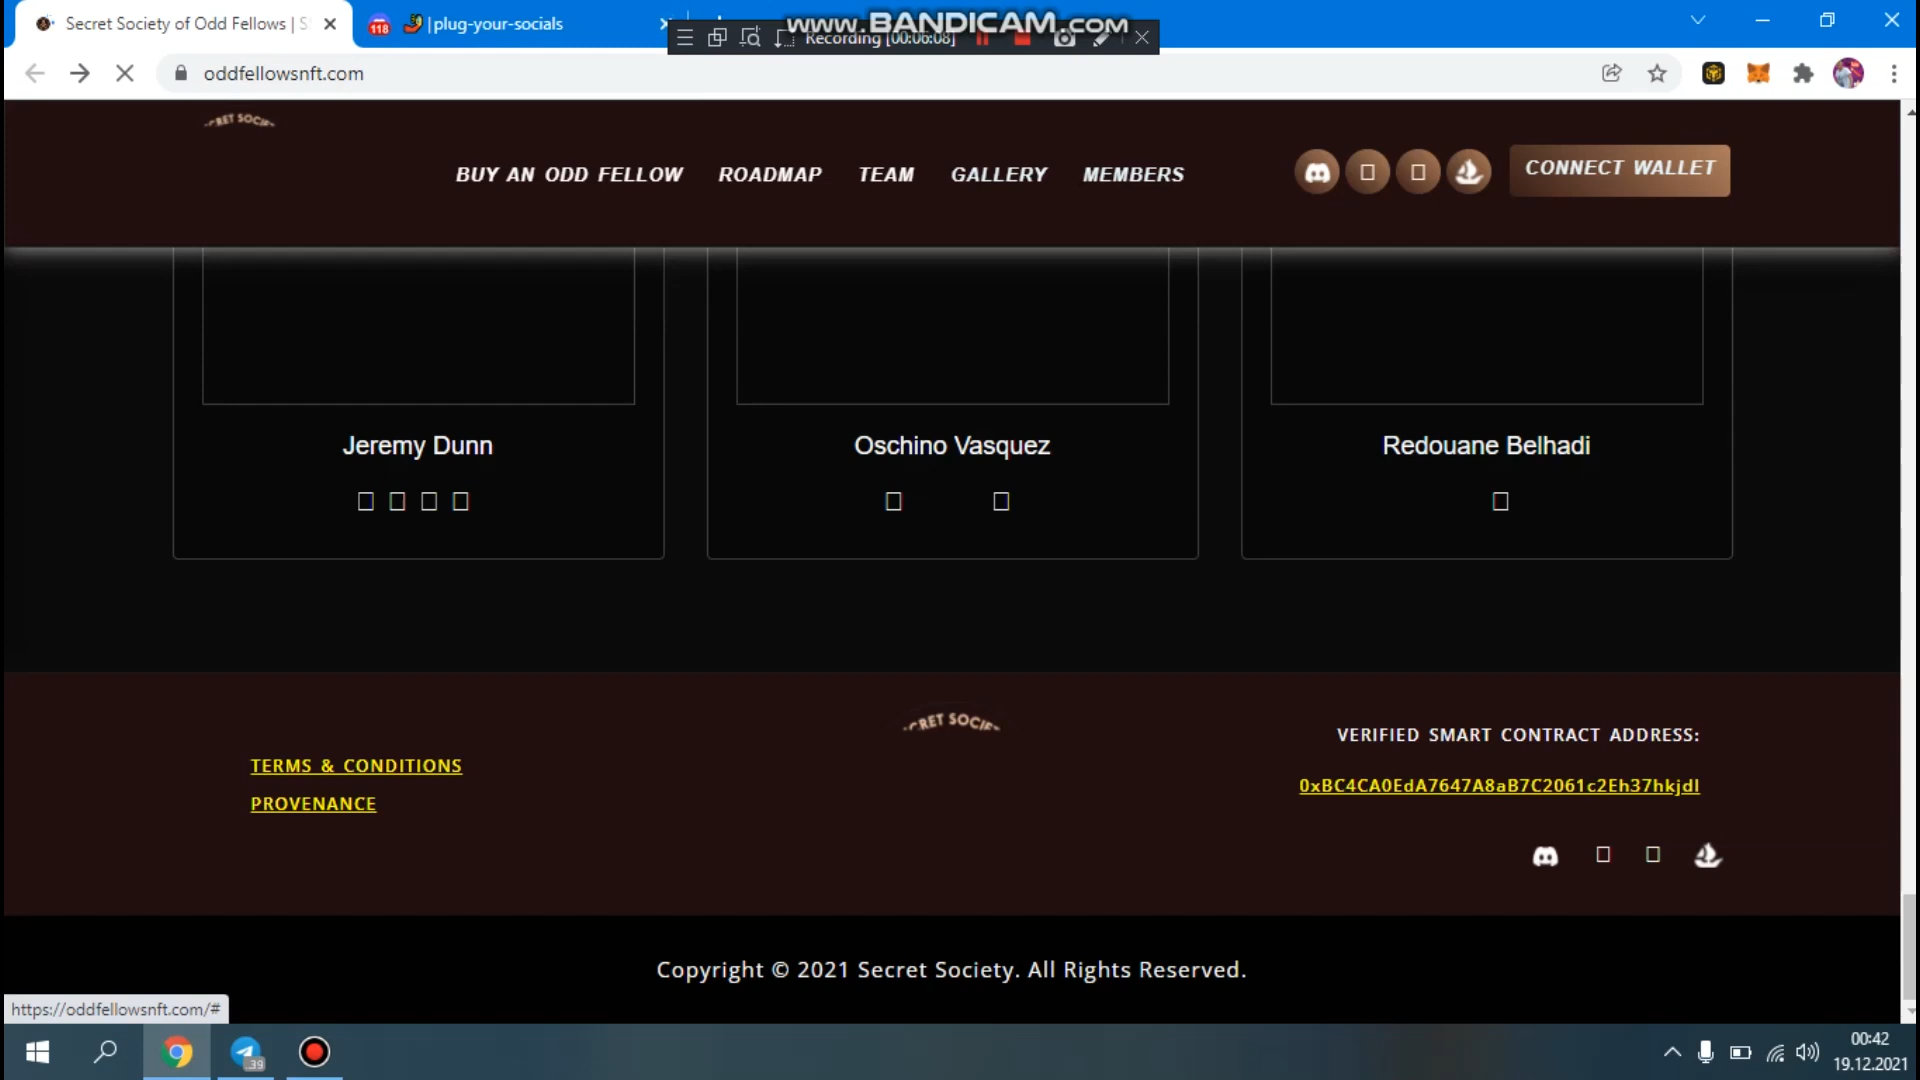 Secret Society of Odd Fellows | S
118
|plug-your-socials
www.BANDICAM.com
Recording [00:06:08]
oddfellowsnft.com
BUY AN ODD FELLOW
ROADMAP
TEAM
GALLERY
MEMBERS
CONNECT WALLET
Jeremy Dunn
Oschino Vasquez
Redouane Belhadi
TERMS & CONDITIONS
PROVENANCE
VERIFIED SMART CONTRACT ADDRESS:
0xBC4CA0EdA7647A8aB7C2061c2Eh37hkjdl
Copyright © 2021 Secret Society. All Rights Reserved.
https://oddfellowsnft.com/#
39
00:42
19.12.2021